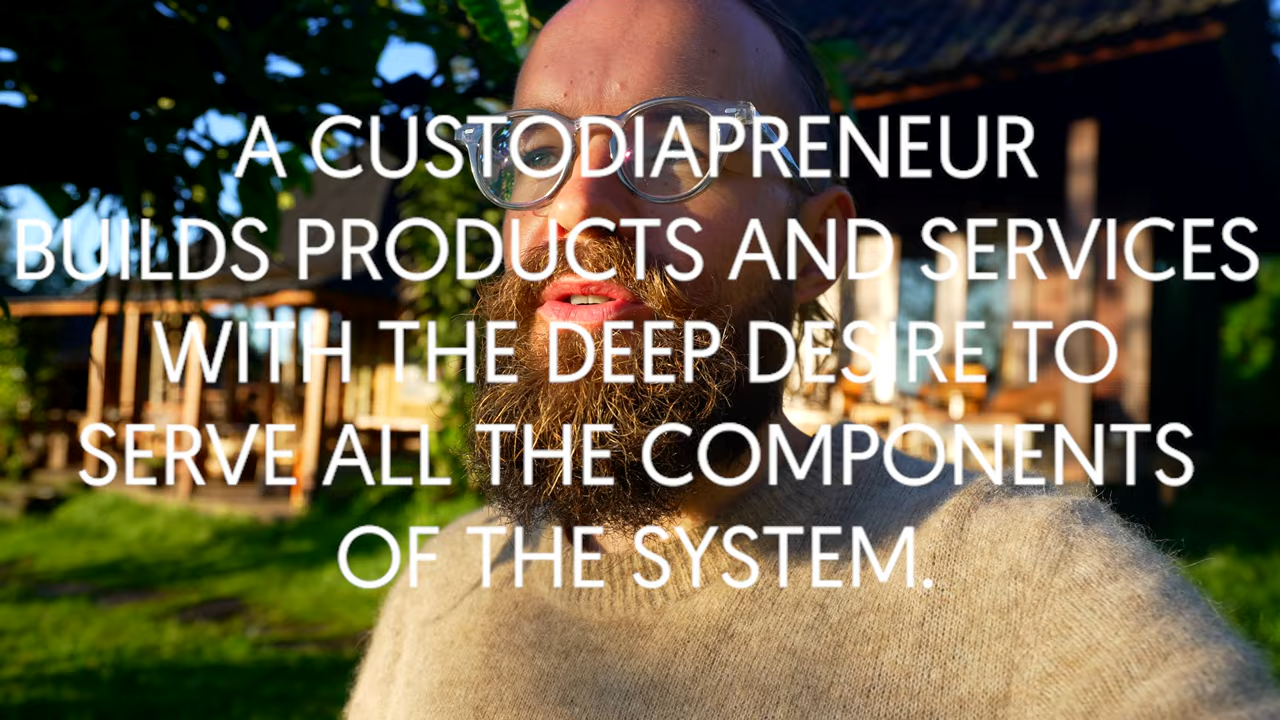 A CUSTODIAPRENEUR
BUILDS PRODUCTS AND SERVICES
WITH THE DEEP DESIRE TO
SERVE ALL THE COMPONENTS
OF THE SYSTEM.